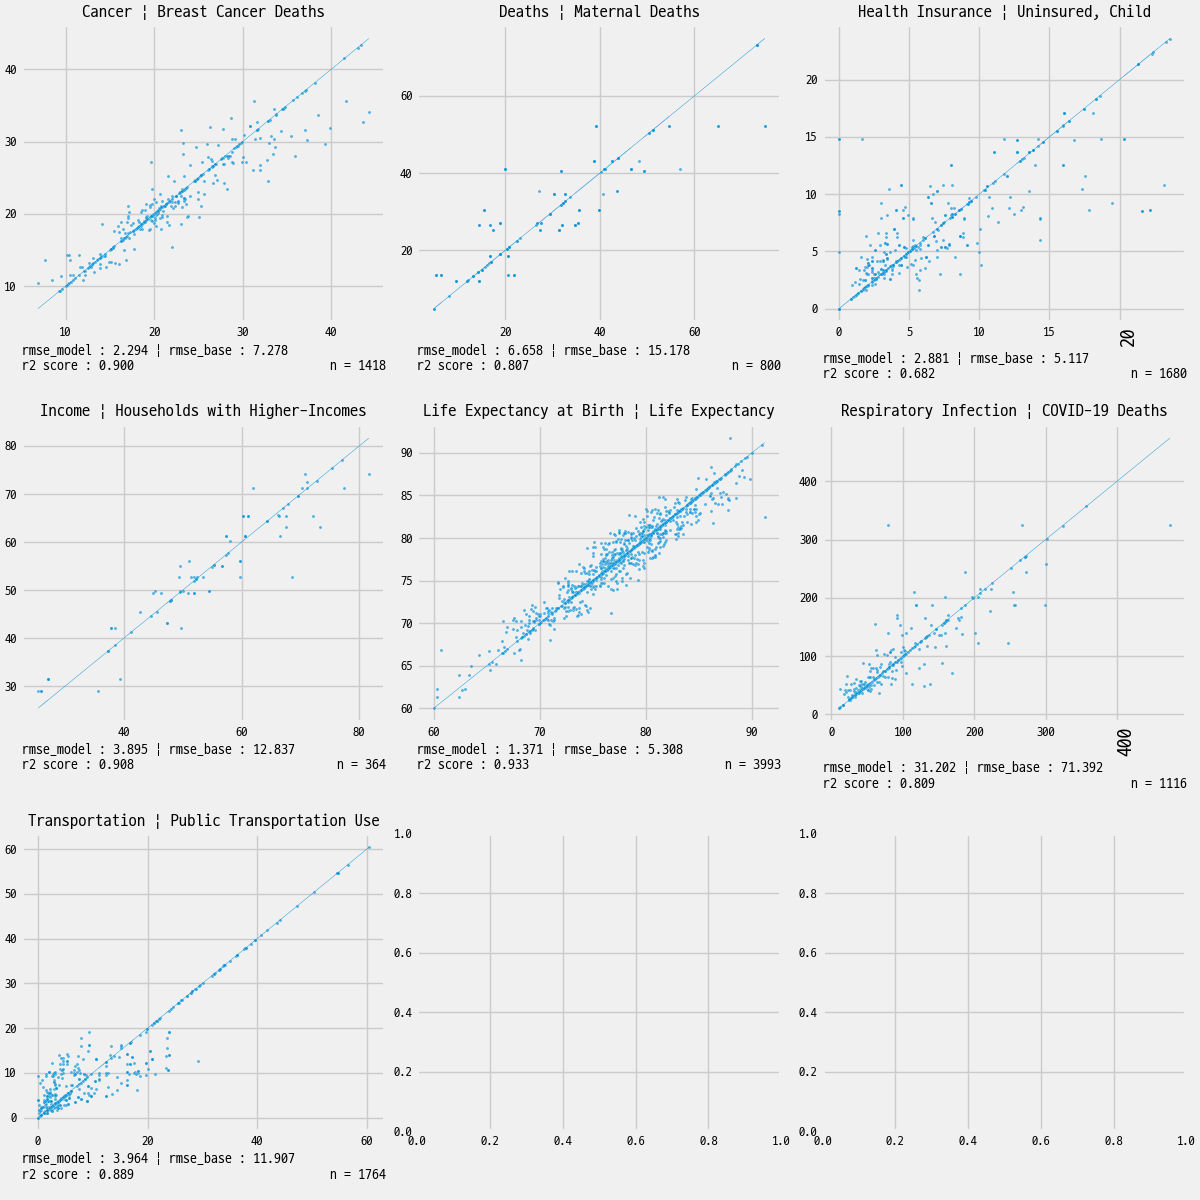 Cancer ¦ Breast Cancer Deaths
40
30
20
10
10 20 30 40
rmse_model : 2.294 ¦ rmse_base : 7.278
r2 score : 0.900 n = 1418
Deaths ¦ Maternal Deaths
60
40
20
20 40 60
rmse_model : 6.658 ¦ rmse_base : 15.178
r2 score : 0.807 n = 800
Health Insurance ¦ Uninsured, Child
20
15
10
5
0
0 5 10 15 20
rmse_model : 2.881 ¦ rmse_base : 5.117
r2 score : 0.682 n = 1680
Income ¦ Households with Higher-Incomes
80
70
60
50
40
30
40 60 80
rmse_model : 3.895 ¦ rmse_base : 12.837
r2 score : 0.908 n = 364
Life Expectancy at Birth ¦ Life Expectancy
90
85
80
75
70
65
60
60 70 80 90
rmse_model : 1.371 ¦ rmse_base : 5.308
r2 score : 0.933 n = 3993
Respiratory Infection ¦ COVID-19 Deaths
400
300
200
100
0
0 100 200 300 400
rmse_model : 31.202 ¦ rmse_base : 71.392
r2 score : 0.809 n = 1116
Transportation ¦ Public Transportation Use
60
50
40
30
20
10
0
0 20 40 60
rmse_model : 3.964 ¦ rmse_base : 11.907
r2 score : 0.889 n = 1764
1.0
0.8
0.6
0.4
0.2
0.0
0.0 0.2 0.4 0.6 0.8 1.0
1.0
0.8
0.6
0.4
0.2
0.0
0.0 0.2 0.4 0.6 0.8 1.0